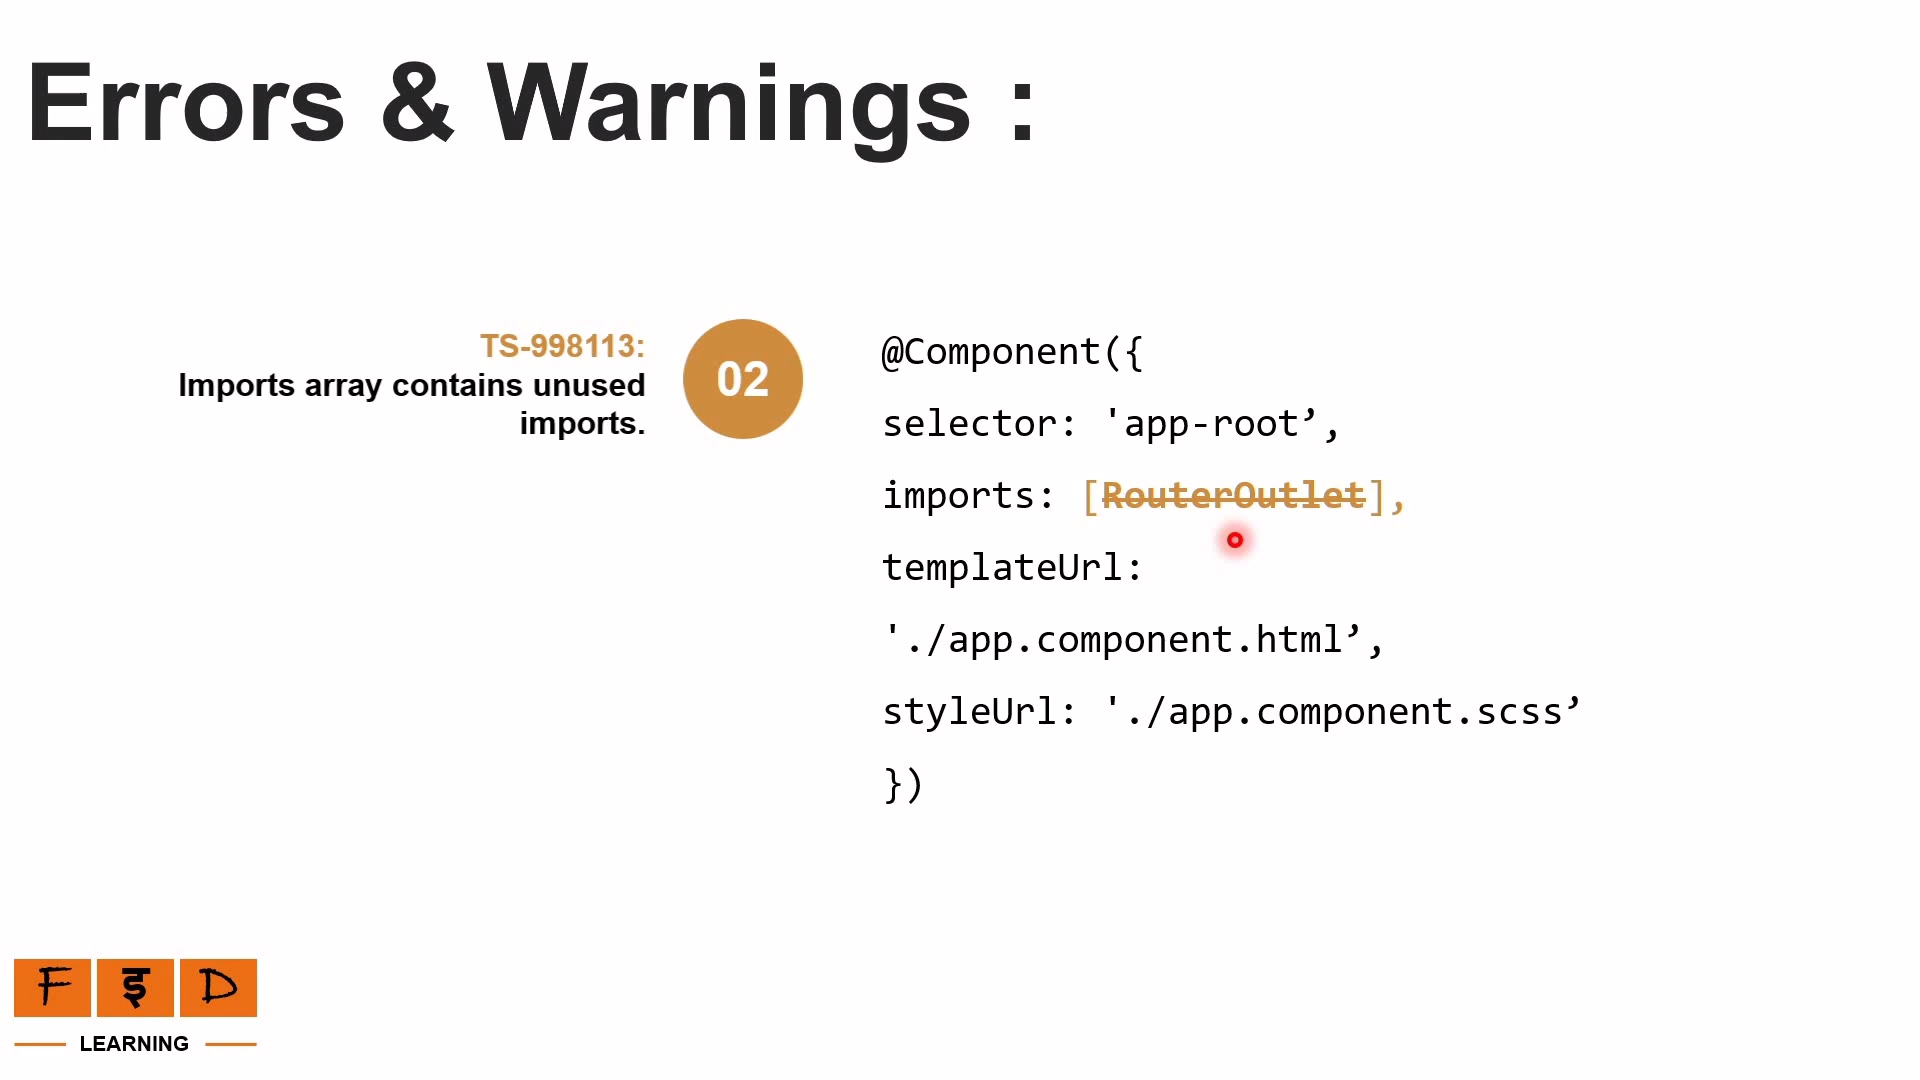 Errors & Warnings :
TS-998113:
Imports array contains unused
imports.
02
@Component({
selector: 'app-root’,
imports: [RouterOutlet],
templateUrl:
'./app.component.html’,
styleUrl: './app.component.scss’
})
F इ D
LEARNING